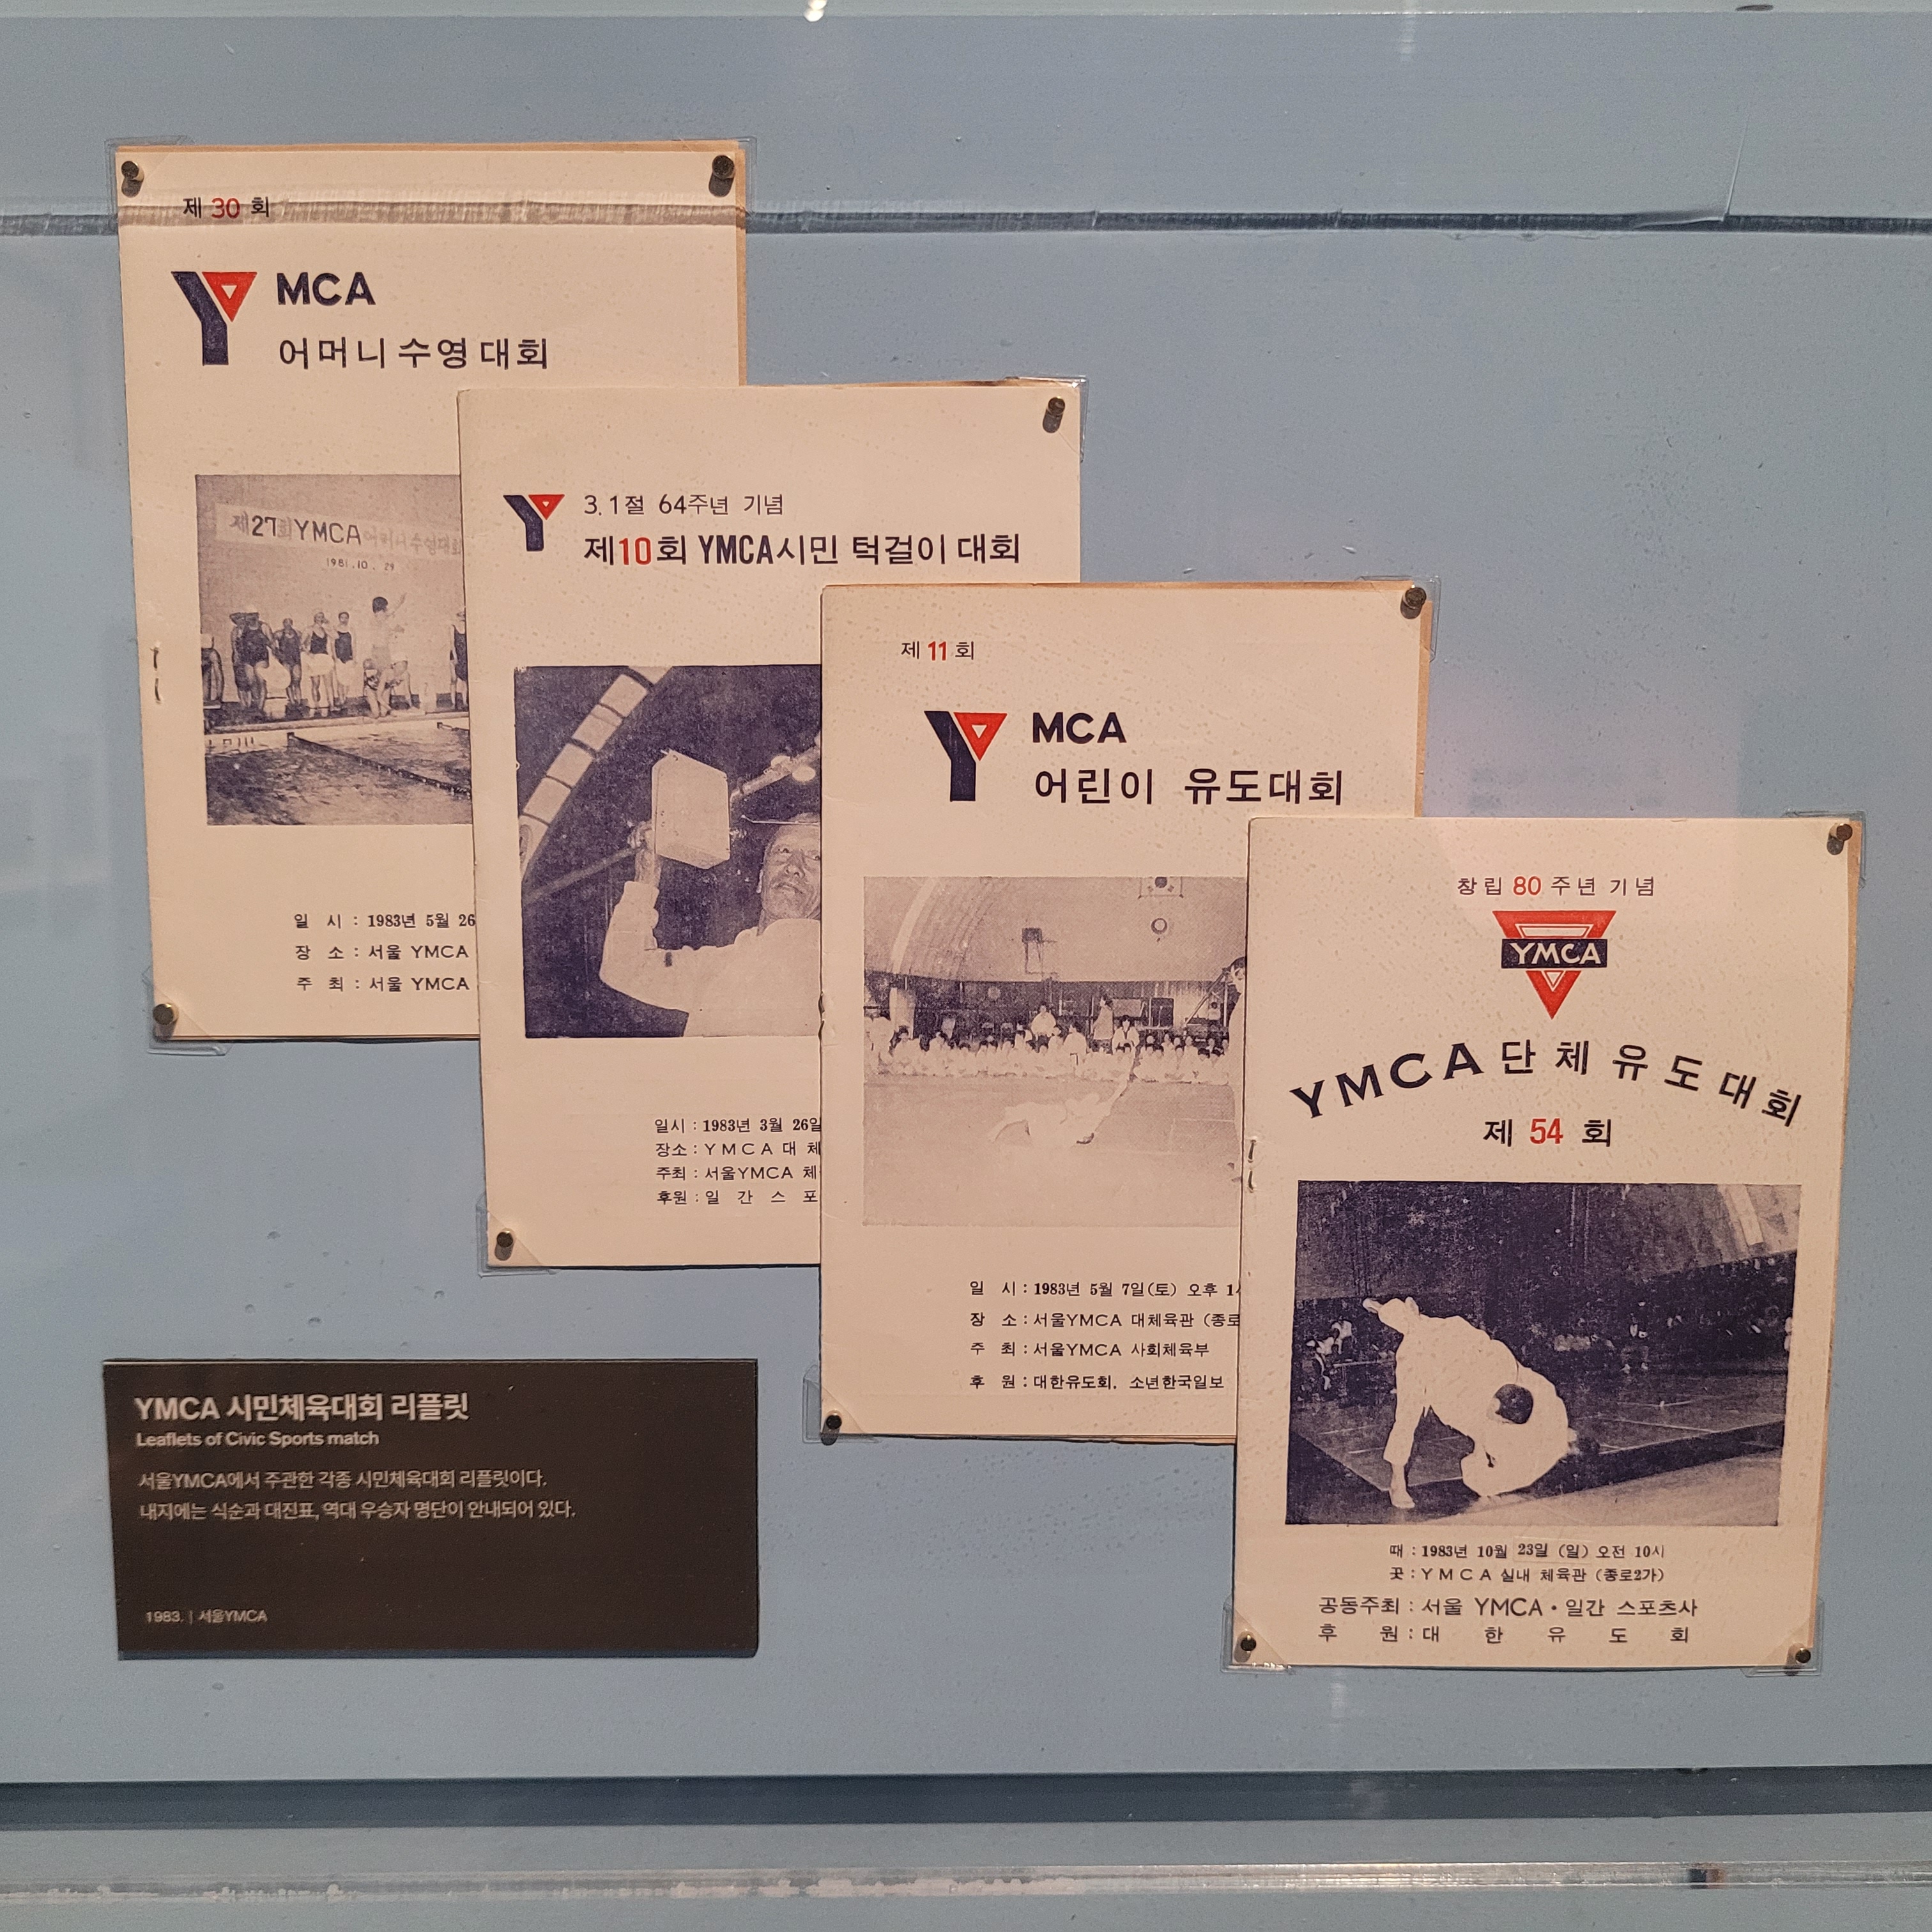 제 30 회
YMCA
어머니 수영 대회
제27회 YMCA 어머니 수영대회
1981.10.29
일 시 : 1983년 5월 26
장 소 : 서울 YMCA
주 최 : 서울 YMCA
3.1절 64주년 기념
제10회 YMCA시민 턱걸이 대회
일시 : 1983년 3월 26일
장소 : YMCA 대 체
주최 : 서울YMCA 체
후원 : 일 간 스 포
제 11 회
YMCA
어린이 유도대회
일 시 : 1983년 5월 7일(토) 오후 1
장 소 : 서울YMCA 대체육관 (종로
주 최 : 서울YMCA 사회체육부
후 원 : 대한유도회. 소년한국일보
창립 80 주년 기념
YMCA
YMCA 단체 유도대회
제 54 회
때 : 1983년 10월 23일 (일) 오전 10시
곳 : YMCA 실내 체육관 (종로2가)
공동주최 : 서울 YMCA • 일간 스포츠사
후 원 : 대 한 유 도 회
YMCA 시민체육대회 리플릿
Leaflets of Civic Sports match
서울YMCA에서 주관한 각종 시민체육대회 리플릿이다.
내지에는 식순과 대진표, 역대 우승자 명단이 안내되어 있다.
1983. | 서울YMCA